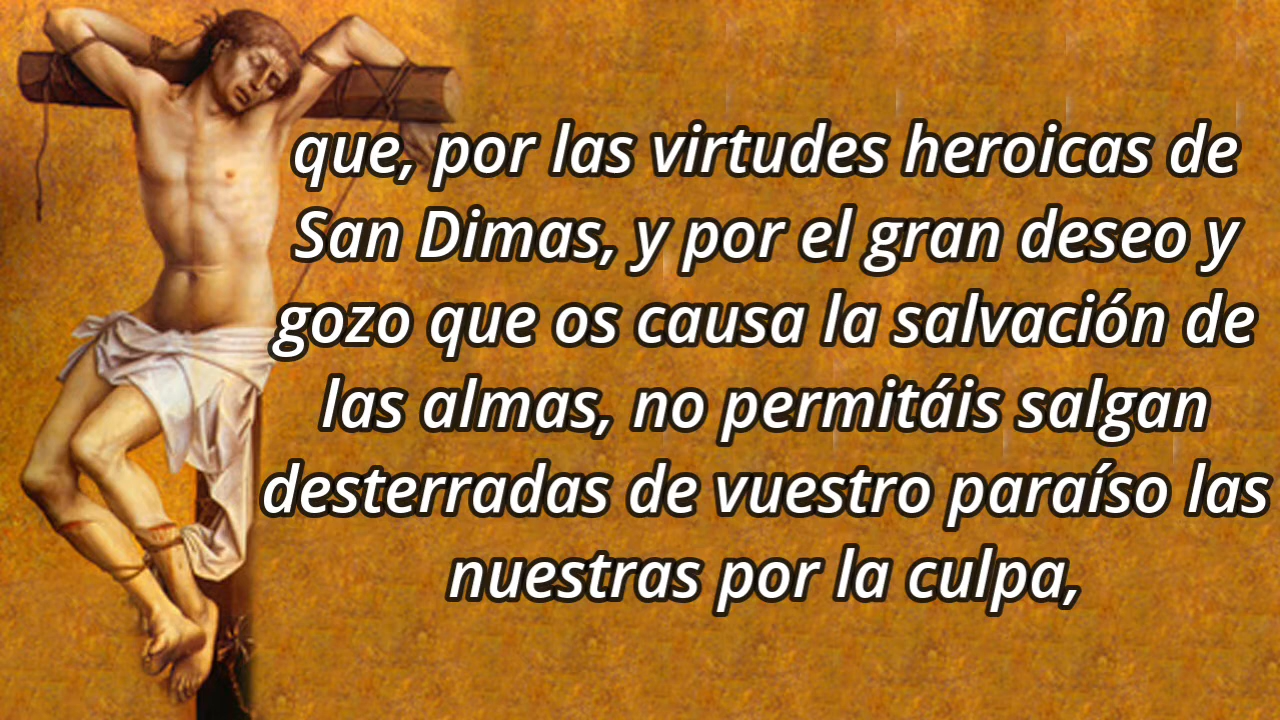 que, por las virtudes heroicas de
San Dimas, y por el gran deseo y
gozo que os causa la salvación de
las almas, no permitáis salgan
desterradas de vuestro paraíso las
nuestras por la culpa,